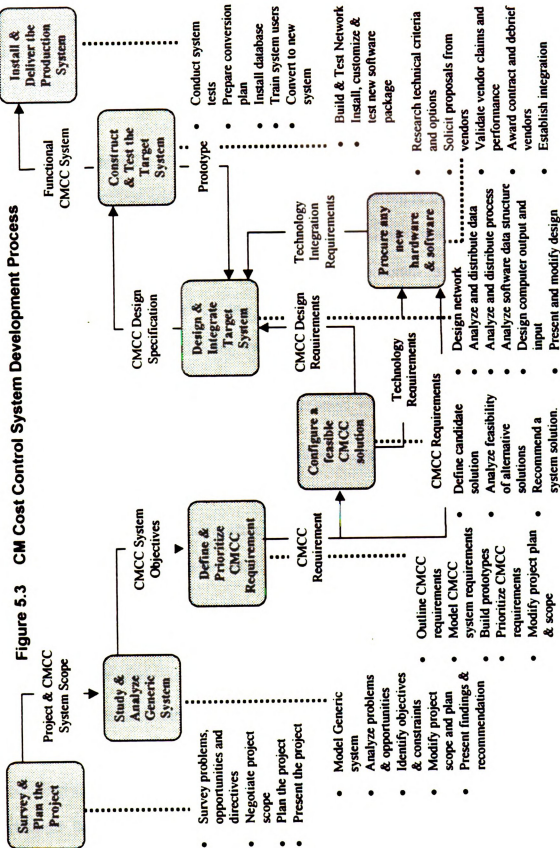 Figure 5.3 CM Cost Control System Development Process
Survey &
Plan the
Project
Project & CMCC
System Scope
Study &
Analyze
Generic
System
CMCC System
Objectives
Define &
Prioritize
CMCC
Requirement
CMCC
Requirement
Configure a
feasible
CMCC
solution
CMCC Requirements
Technology
Requirements
CMCC Design
Requirements
Procure any
new
hardware
& software
Technology
Integration
Requirements
Design &
Integrate
Target
System
CMCC Design
Specification
Prototype
Construct
& Test the
Target
System
Functional
CMCC System
Install &
Deliver the
Production
System
• Survey problems,
opportunities and
directives
• Negotiate project
scope
• Plan the project
• Present the project
• Model Generic
system
• Analyze problems
& opportunities
• Identify objectives
& constraints
• Modify project
scope and plan
• Present findings &
recommendation
• Outline CMCC
requirements
• Model CMCC
system requirements
• Build prototypes
• Prioritize CMCC
requirements
• Modify project plan
& scope
• Define candidate
solution
• Analyze feasibility
of alternative
solutions
• Recommend a
system solution.
• Design network
• Analyze and distribute data
• Analyze and distribute process
• Analyze software data structure
• Design computer output and
input
• Present and modify design
• Research technical criteria
and options
• Solicit proposals from
vendors
• Validate vendor claims and
performance
• Award contract and debrief
vendors
• Establish integration
• Build & Test Network
• Install, customize &
test new software
package
• Conduct system
tests
• Prepare conversion
plan
• Install database
• Train system users
• Convert to new
system